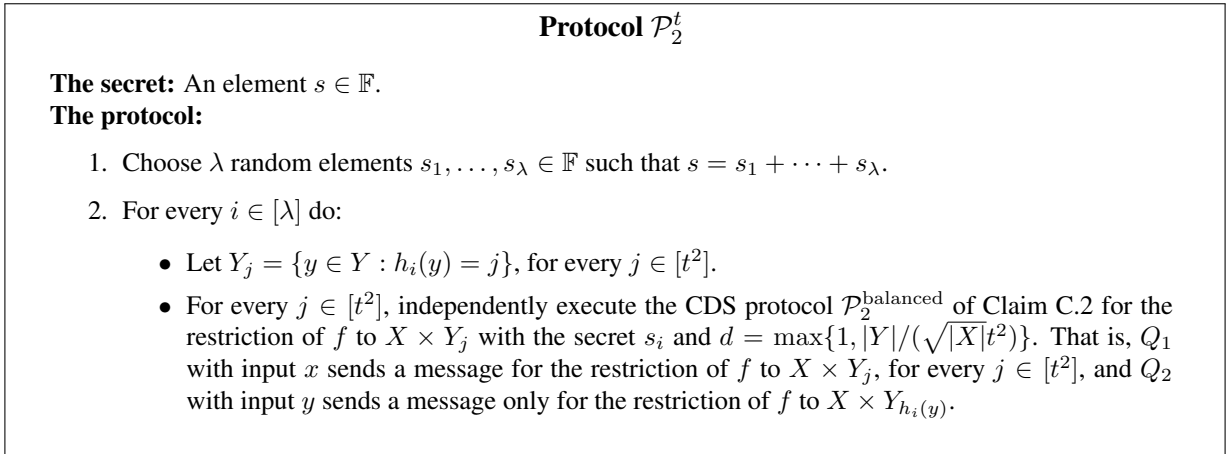 Protocol 𝒫₂ᵗ
The secret: An element s ∈ 𝔽.
The protocol:
1. Choose λ random elements s₁, . . . , s_λ ∈ 𝔽 such that s = s₁ + · · · + s_λ.
2. For every i ∈ [λ] do:
• Let Y_j = {y ∈ Y : h_i(y) = j}, for every j ∈ [t²].
• For every j ∈ [t²], independently execute the CDS protocol 𝒫₂^balanced of Claim C.2 for the
restriction of f to X × Y_j with the secret s_i and d = max{1, |Y|/(√|X|t²)}. That is, Q₁
with input x sends a message for the restriction of f to X × Y_j, for every j ∈ [t²], and Q₂
with input y sends a message only for the restriction of f to X × Y_{h_i(y)}.